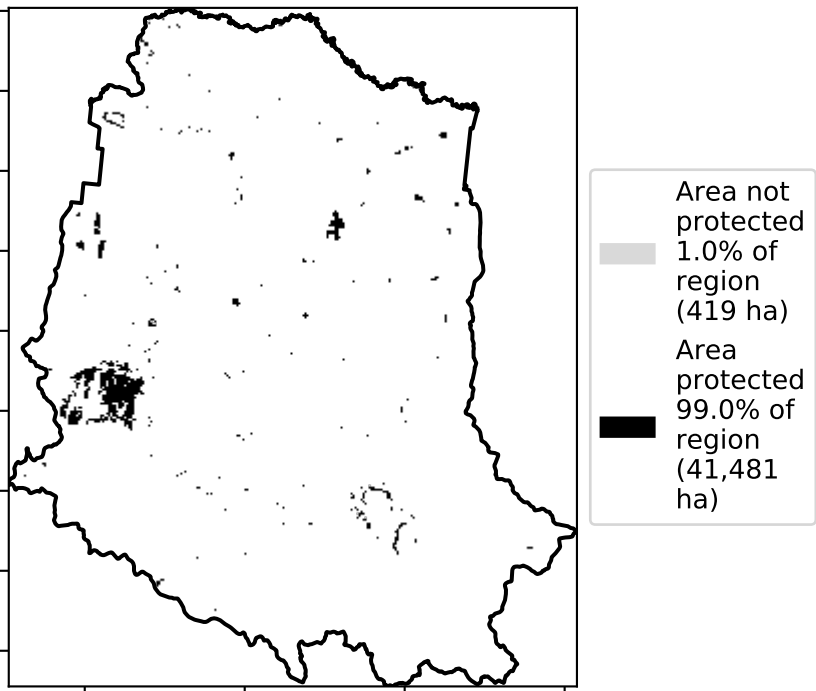 Area not
protected
1.0% of
region
(419 ha)
Area
protected
99.0% of
region
(41,481
ha)